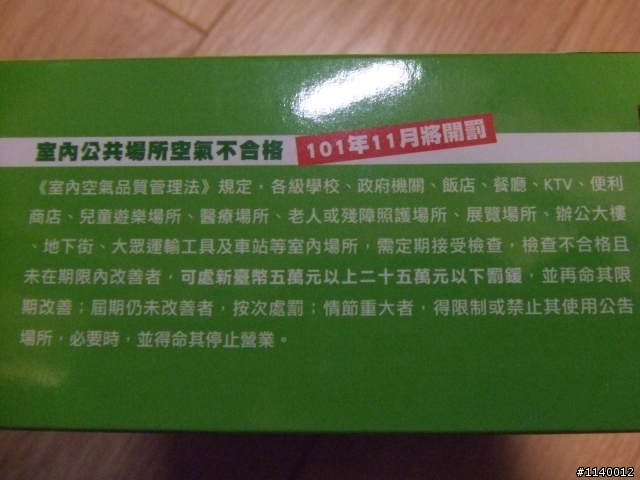 室內公共場所空氣不合格 101年11月將開罰
《室內空氣品質管理法》規定，各級學校、政府機關、飯店、餐廳、KTV、便利
商店、兒童遊樂場所、醫療場所、老人或殘障照護場所、展覽場所、辦公大樓
、地下街、大眾運輸工具及車站等室內場所，需定期接受檢查，檢查不合格且
未在期限內改善者，可處新臺幣五萬元以上二十五萬元以下罰鍰，並再命其限
期改善；屆期仍未改善者，按次處罰；情節重大者，得限制或禁止其使用公告
場所，必要時，並得命其停止營業。
#1140012